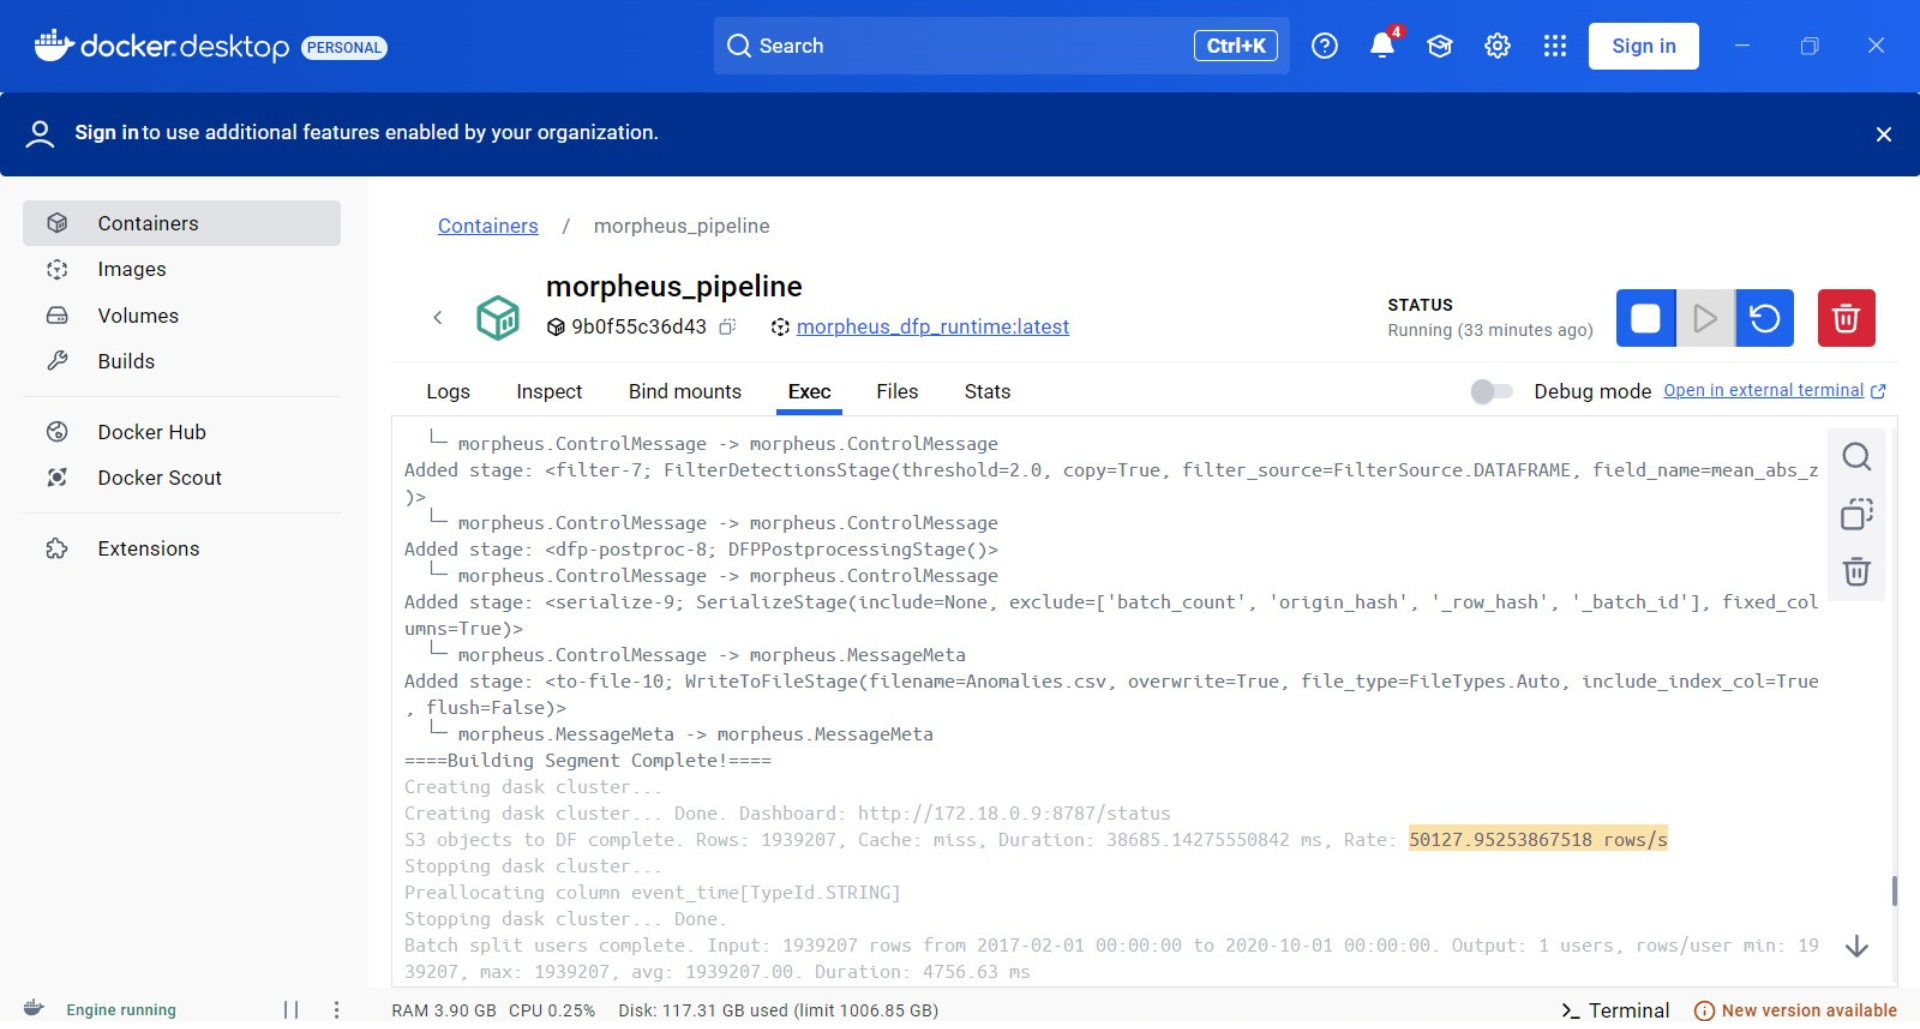 docker.desktop PERSONAL
Search Ctrl+K
4
Sign in
Sign in to use additional features enabled by your organization.
Containers
Images
Volumes
Builds
Docker Hub
Docker Scout
Extensions
Containers / morpheus_pipeline
morpheus_pipeline
9b0f55c36d43 morpheus_dfp_runtime:latest
STATUS
Running (33 minutes ago)
Logs Inspect Bind mounts Exec Files Stats
Debug mode Open in external terminal
└─ morpheus.ControlMessage -> morpheus.ControlMessage
Added stage: <filter-7; FilterDetectionsStage(threshold=2.0, copy=True, filter_source=FilterSource.DATAFRAME, field_name=mean_abs_z
)>
└─ morpheus.ControlMessage -> morpheus.ControlMessage
Added stage: <dfp-postproc-8; DFPPostprocessingStage()>
└─ morpheus.ControlMessage -> morpheus.ControlMessage
Added stage: <serialize-9; SerializeStage(include=None, exclude=['batch_count', 'origin_hash', '_row_hash', '_batch_id'], fixed_col
umns=True)>
└─ morpheus.ControlMessage -> morpheus.MessageMeta
Added stage: <to-file-10; WriteToFileStage(filename=Anomalies.csv, overwrite=True, file_type=FileTypes.Auto, include_index_col=True
, flush=False)>
└─ morpheus.MessageMeta -> morpheus.MessageMeta
====Building Segment Complete!====
Creating dask cluster...
Creating dask cluster... Done. Dashboard: http://172.18.0.9:8787/status
S3 objects to DF complete. Rows: 1939207, Cache: miss, Duration: 38685.14275550842 ms, Rate: 50127.95253867518 rows/s
Stopping dask cluster...
Preallocating column event_time[TypeId.STRING]
Stopping dask cluster... Done.
Batch split users complete. Input: 1939207 rows from 2017-02-01 00:00:00 to 2020-10-01 00:00:00. Output: 1 users, rows/user min: 19
39207, max: 1939207, avg: 1939207.00. Duration: 4756.63 ms
Engine running
RAM 3.90 GB CPU 0.25% Disk: 117.31 GB used (limit 1006.85 GB)
Terminal
New version available